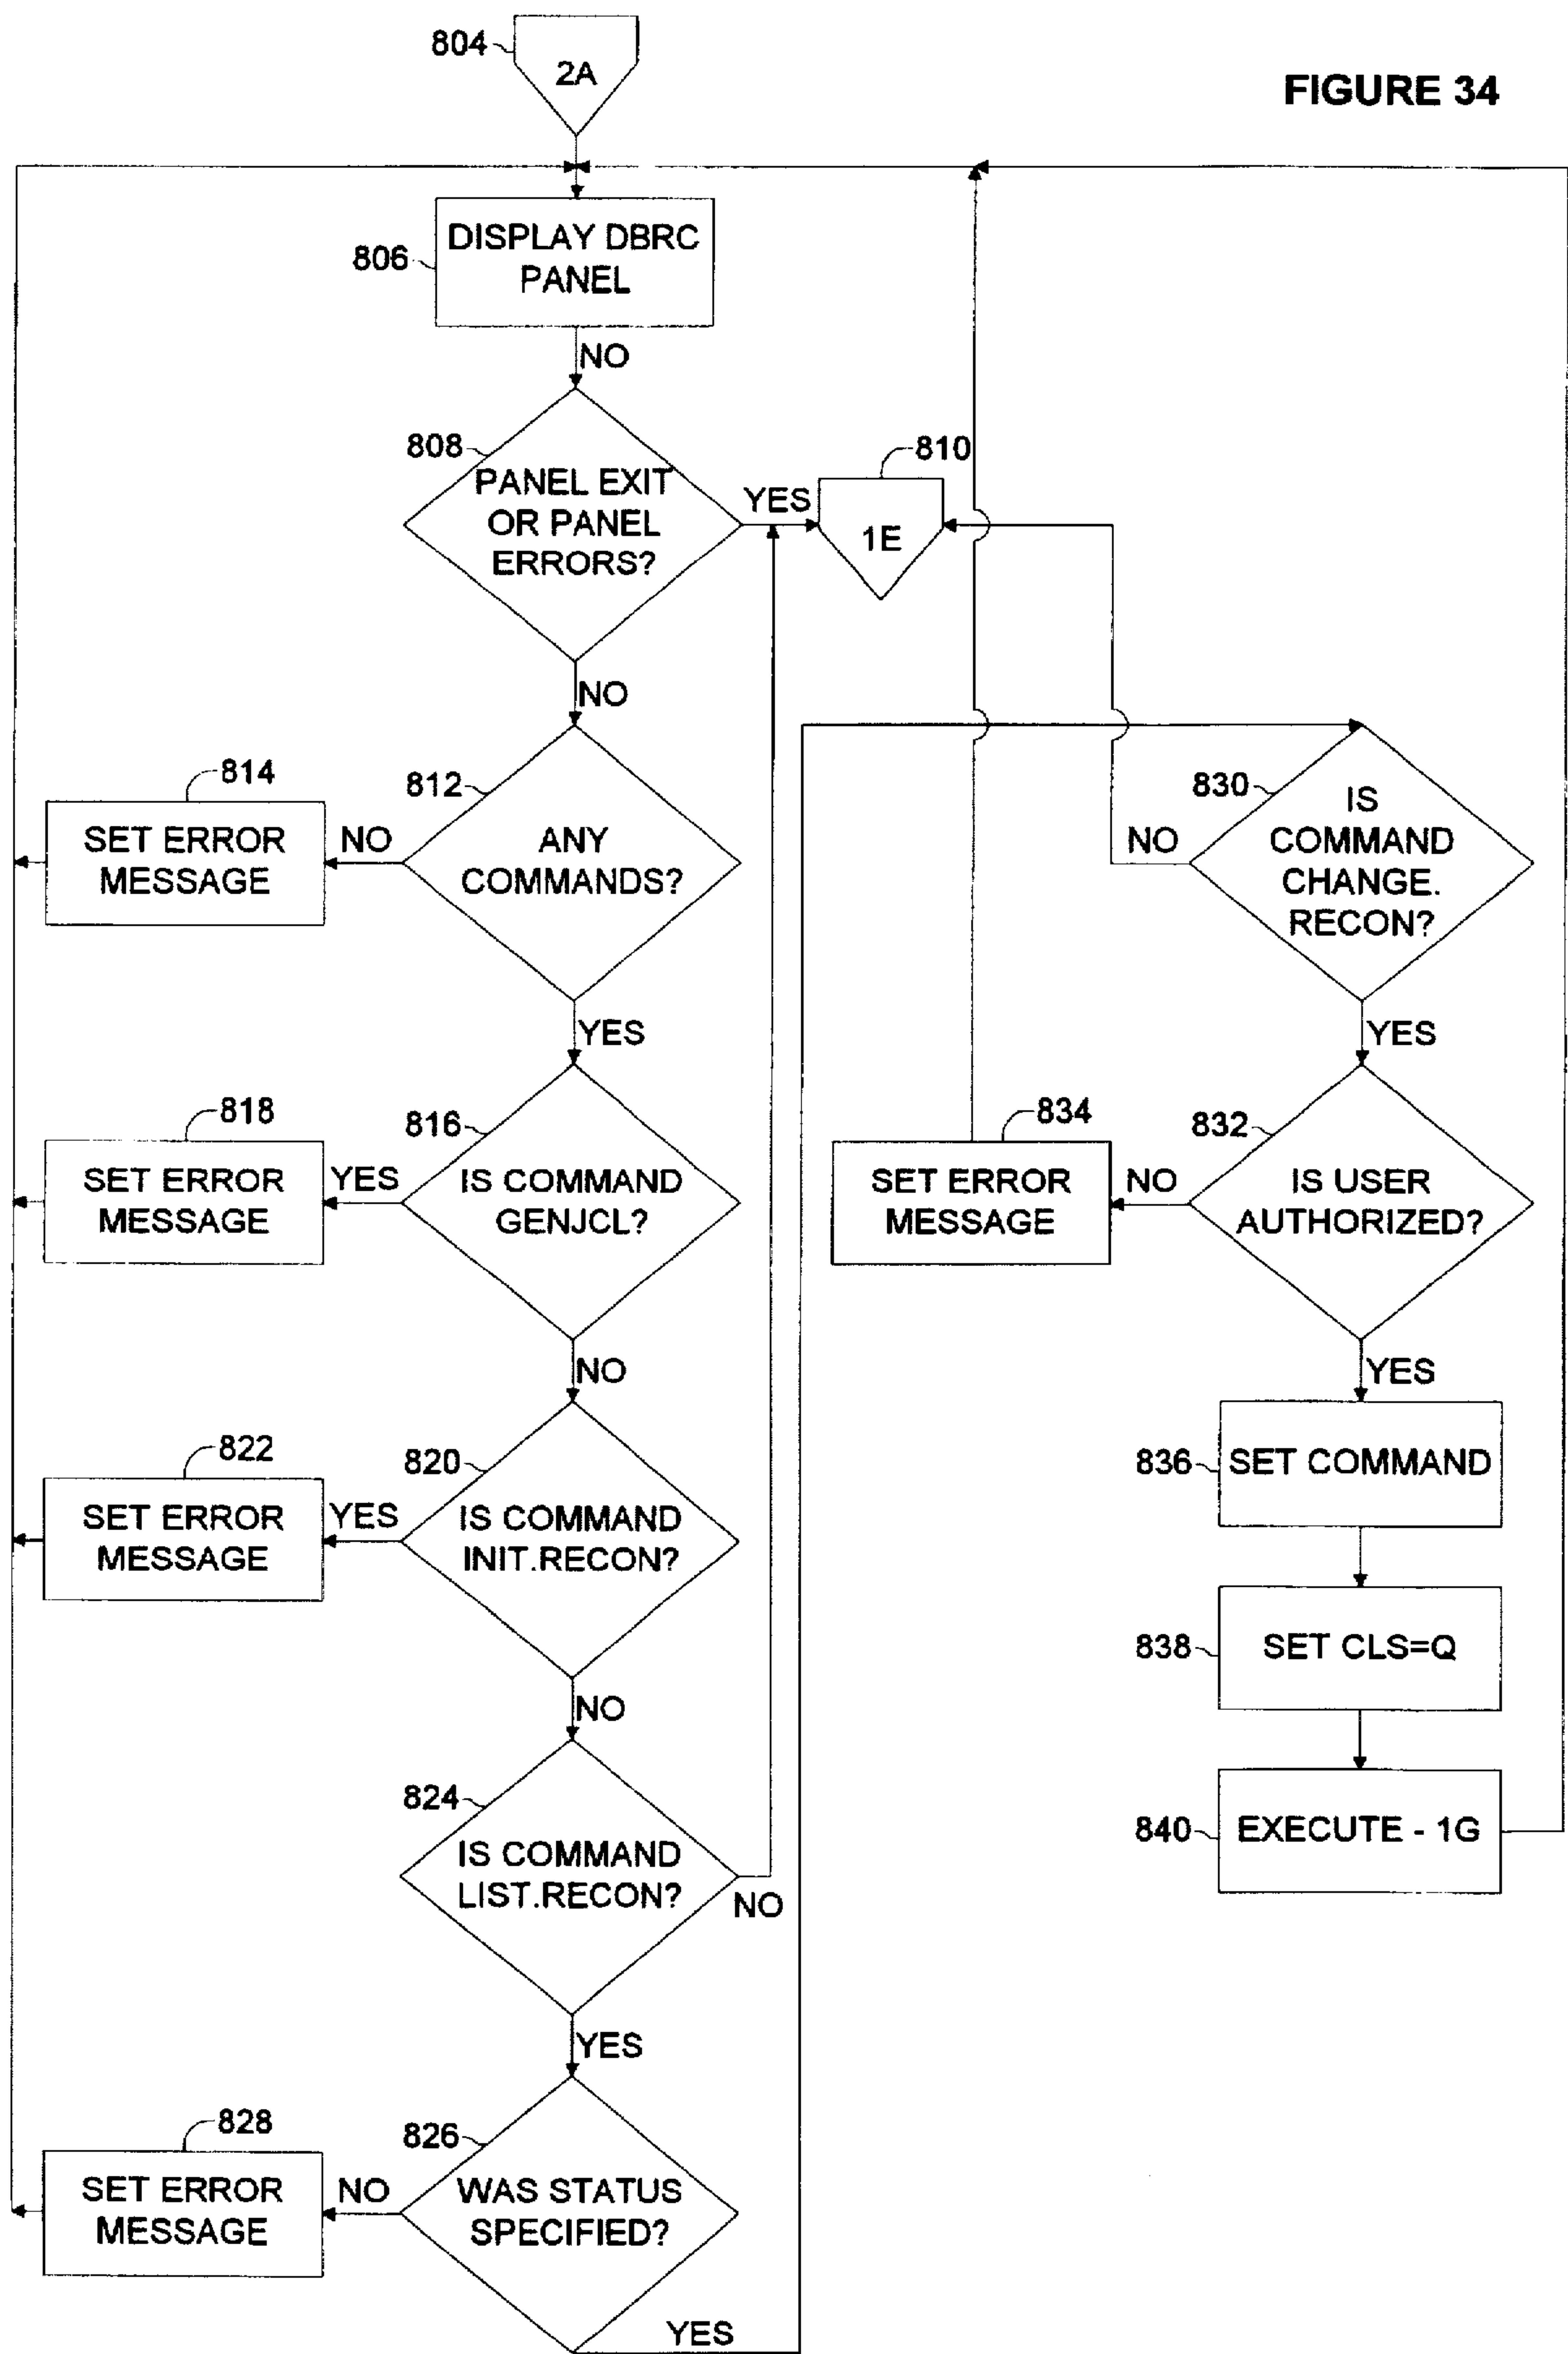 FIGURE 34
804
2A
806
DISPLAY DBRC
PANEL
NO
808
PANEL EXIT
OR PANEL
ERRORS?
YES
810
1E
NO
812
ANY
COMMANDS?
NO
814
SET ERROR
MESSAGE
YES
816
IS COMMAND
GENJCL?
YES
818
SET ERROR
MESSAGE
NO
820
IS COMMAND
INIT.RECON?
YES
822
SET ERROR
MESSAGE
NO
824
IS COMMAND
LIST.RECON?
NO
YES
826
WAS STATUS
SPECIFIED?
NO
828
SET ERROR
MESSAGE
YES
830
IS
COMMAND
CHANGE.
RECON?
NO
YES
832
IS USER
AUTHORIZED?
NO
834
SET ERROR
MESSAGE
YES
836
SET COMMAND
838
SET CLS=Q
840
EXECUTE - 1G